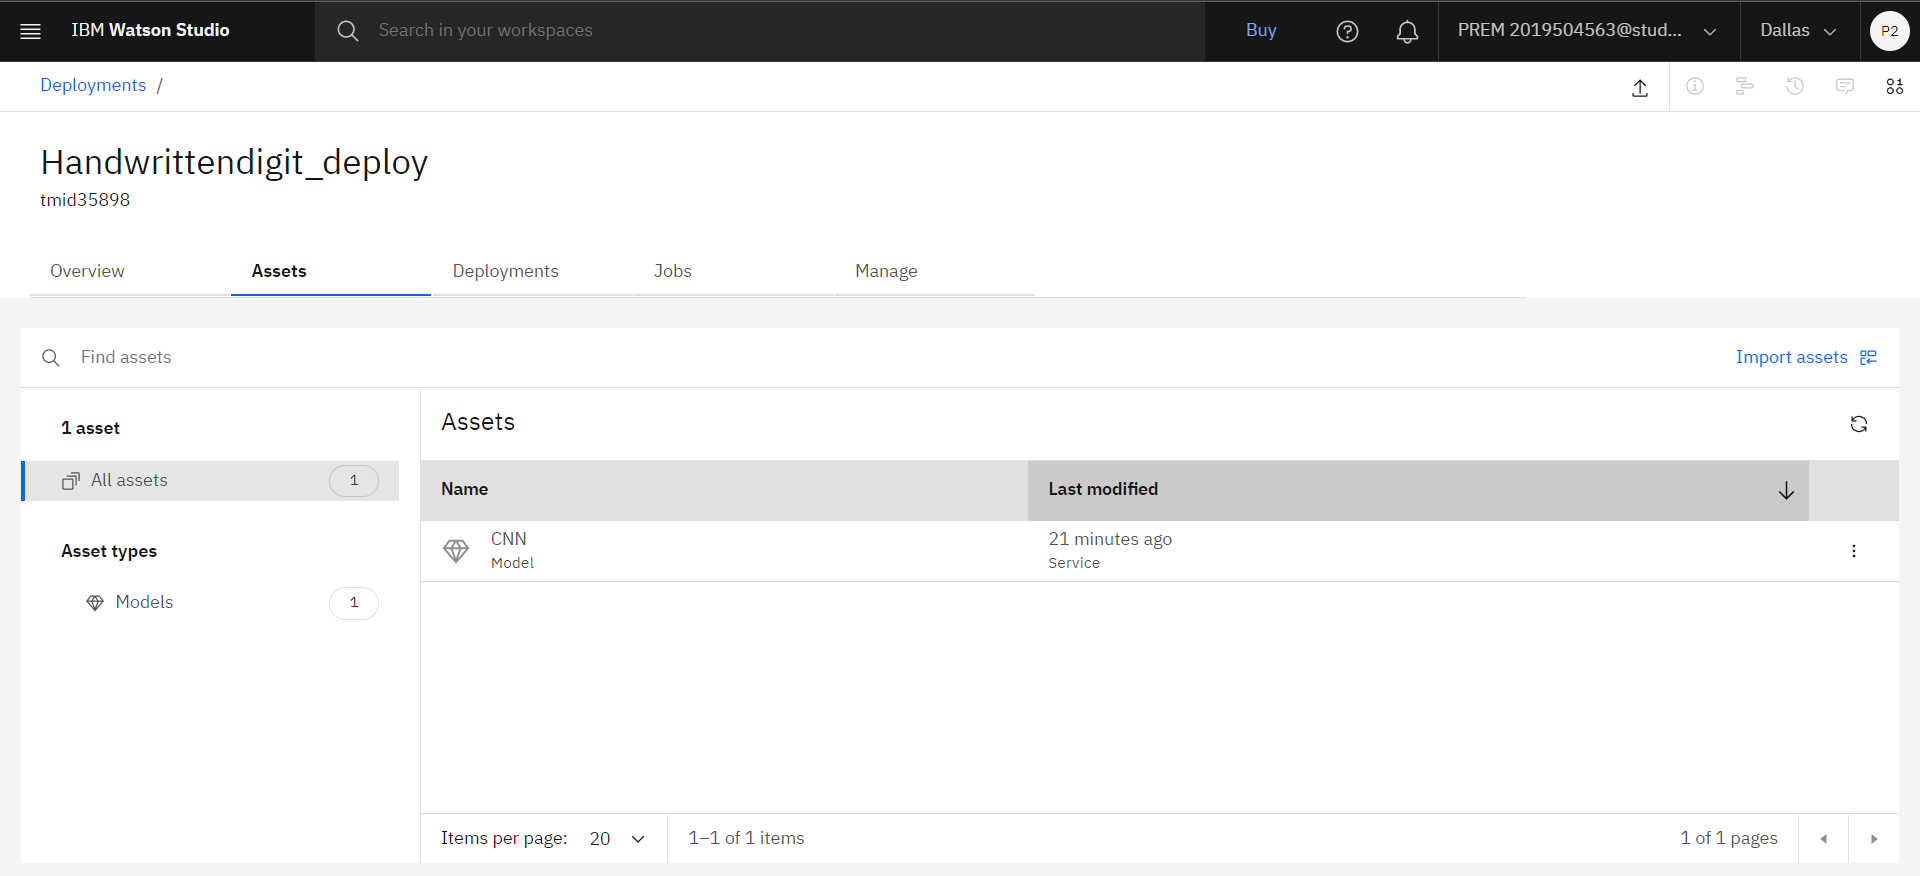 IBM Watson Studio
Search in your workspaces
Buy
PREM 2019504563@stud...
Dallas
P2
Deployments /
Handwrittendigit_deploy
tmid35898
Overview
Assets
Deployments
Jobs
Manage
Find assets
Import assets
1 asset
All assets
1
Asset types
Models
1
Assets
Name
Last modified
CNN
21 minutes ago
Model
Service
Items per page: 20
1–1 of 1 items
1 of 1 pages